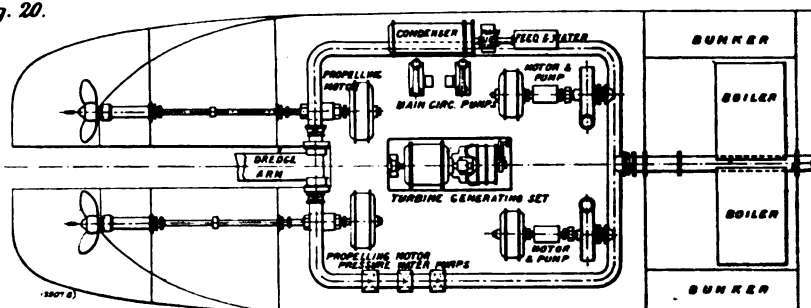 g. 20.
CONDENSER
FEED & WATER
BUNKER
PROPELLING
MOTOR
MAIN CIRC. PUMPS
MOTOR &
PUMP
BOILER
DREDGE
ARM
TURBINE GENERATING SET
BOILER
PROPELLING MOTOR
PRESSURE WATER PUMPS
MOTOR
& PUMP
BUNKER